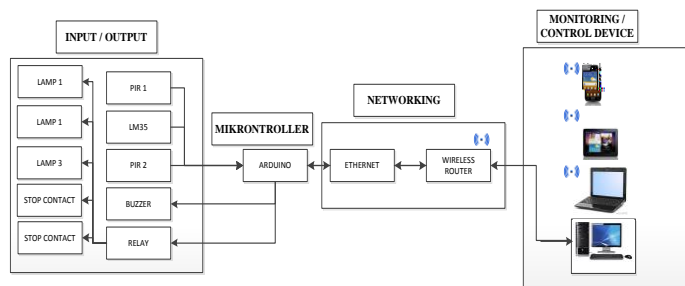 MONITORING /
CONTROL DEVICE
INPUT / OUTPUT
LAMP 1
PIR 1
NETWORKING
LAMP 1
LM35
MIKRONTROLLER
LAMP 3
PIR 2
ARDUINO
ETHERNET
WIRELESS
ROUTER
STOP CONTACT
BUZZER
STOP CONTACT
RELAY